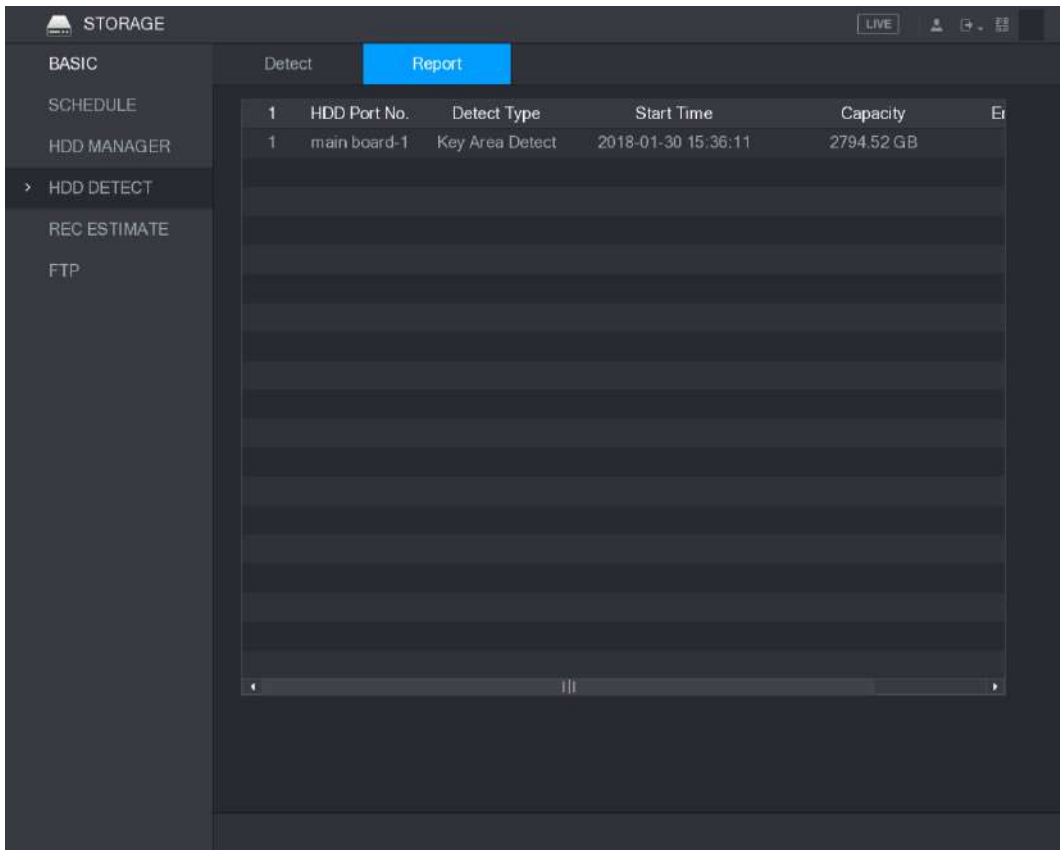 STORAGE LIVE
BASIC
SCHEDULE
HDD MANAGER
HDD DETECT
REC ESTIMATE
FTP
Detect Report
1 HDD Port No. Detect Type Start Time Capacity
1 main board-1 Key Area Detect 2018-01-30 15:36:11 2794.52 GB